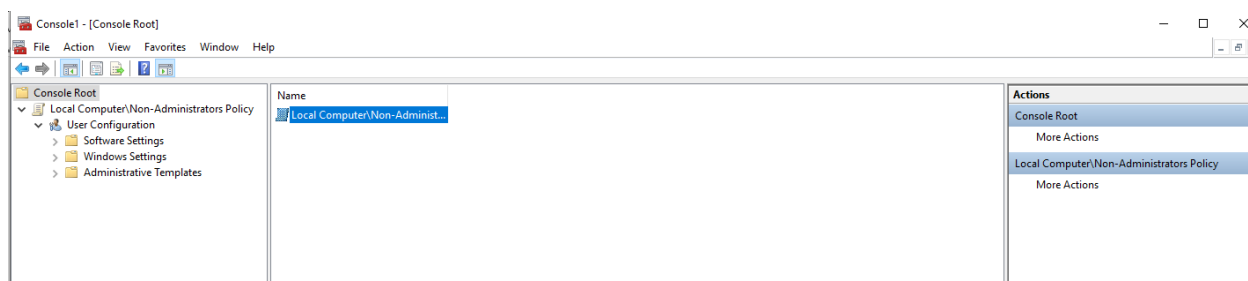 Console1 - [Console Root]
File Action View Favorites Window Help
Console Root
Local Computer\Non-Administrators Policy
User Configuration
Software Settings
Windows Settings
Administrative Templates
Name
Local Computer\Non-Administ...
Actions
Console Root
More Actions
Local Computer\Non-Administrators Policy
More Actions